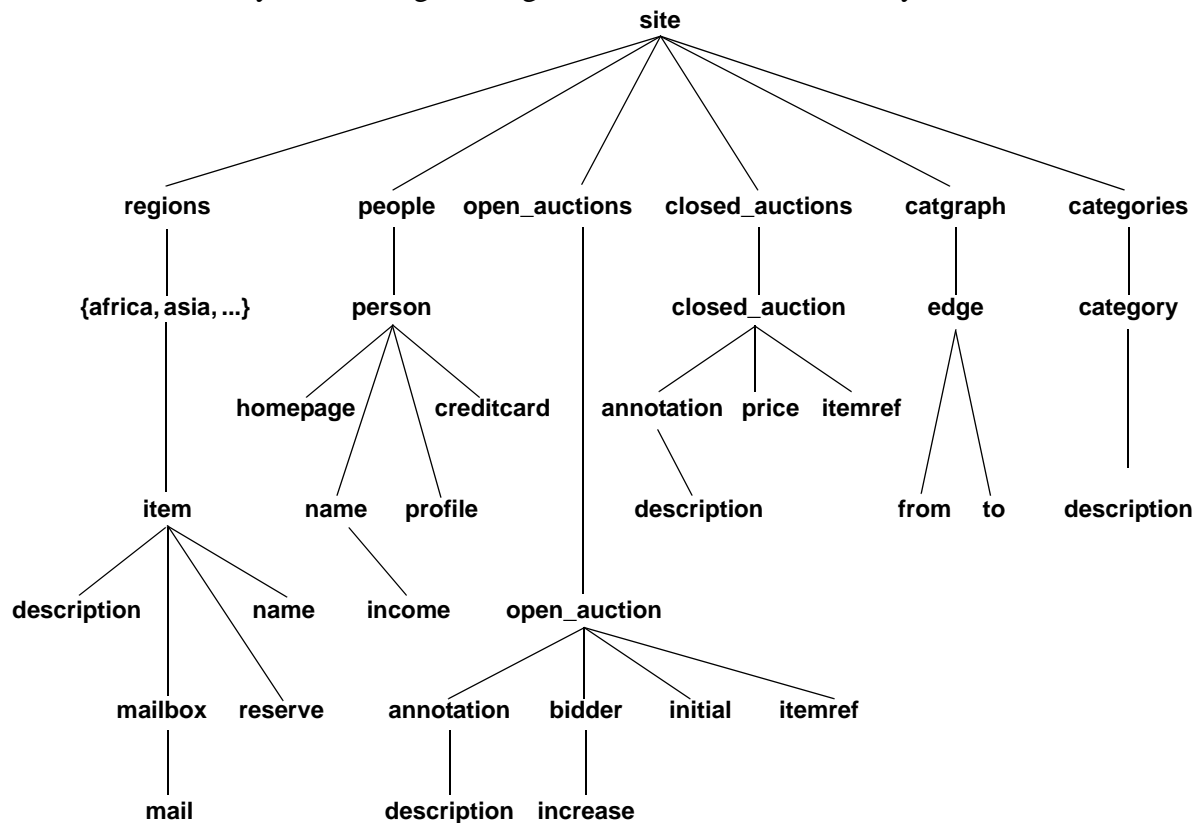 site
regions people open_auctions closed_auctions catgraph categories
{africa, asia, ...} person closed_auction edge category
homepage creditcard annotation price itemref
item name profile description from to description
description name income open_auction
mailbox reserve annotation bidder initial itemref
mail description increase